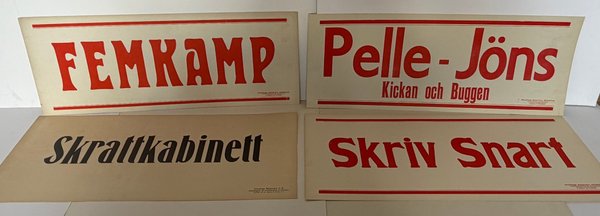 FEMKAMP
Pelle - Jöns
Kickan och Buggen
Skrattkabinett
Skriv Snart